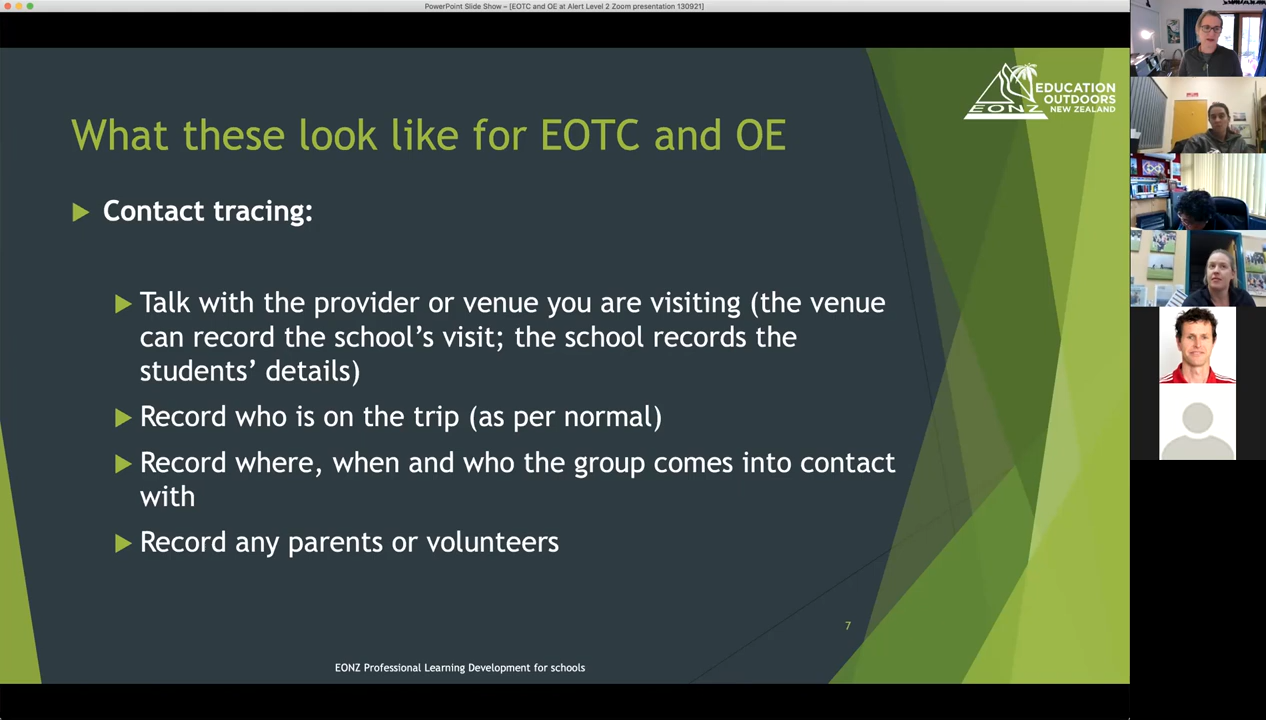 PowerPoint Slide Show – [EOTC and OE at Alert Level 2 Zoom presentation 130921]
EDUCATION
OUTDOORS
NEW ZEALAND
EONZ
What these look like for EOTC and OE
Contact tracing:
Talk with the provider or venue you are visiting (the venue
can record the school’s visit; the school records the
students’ details)
Record who is on the trip (as per normal)
Record where, when and who the group comes into contact
with
Record any parents or volunteers
7
EONZ Professional Learning Development for schools